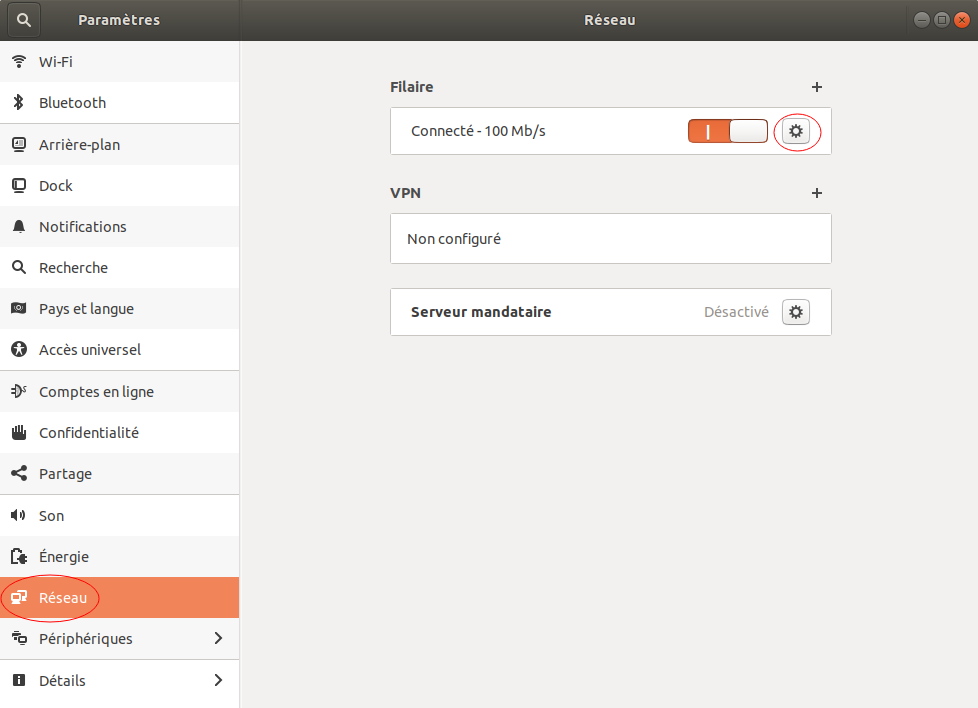 Paramètres
Réseau
Wi-Fi
Bluetooth
Arrière-plan
Dock
Notifications
Recherche
Pays et langue
Accès universel
Comptes en ligne
Confidentialité
Partage
Son
Énergie
Réseau
Périphériques
Détails
Filaire
Connecté - 100 Mb/s
VPN
Non configuré
Serveur mandataire
Désactivé